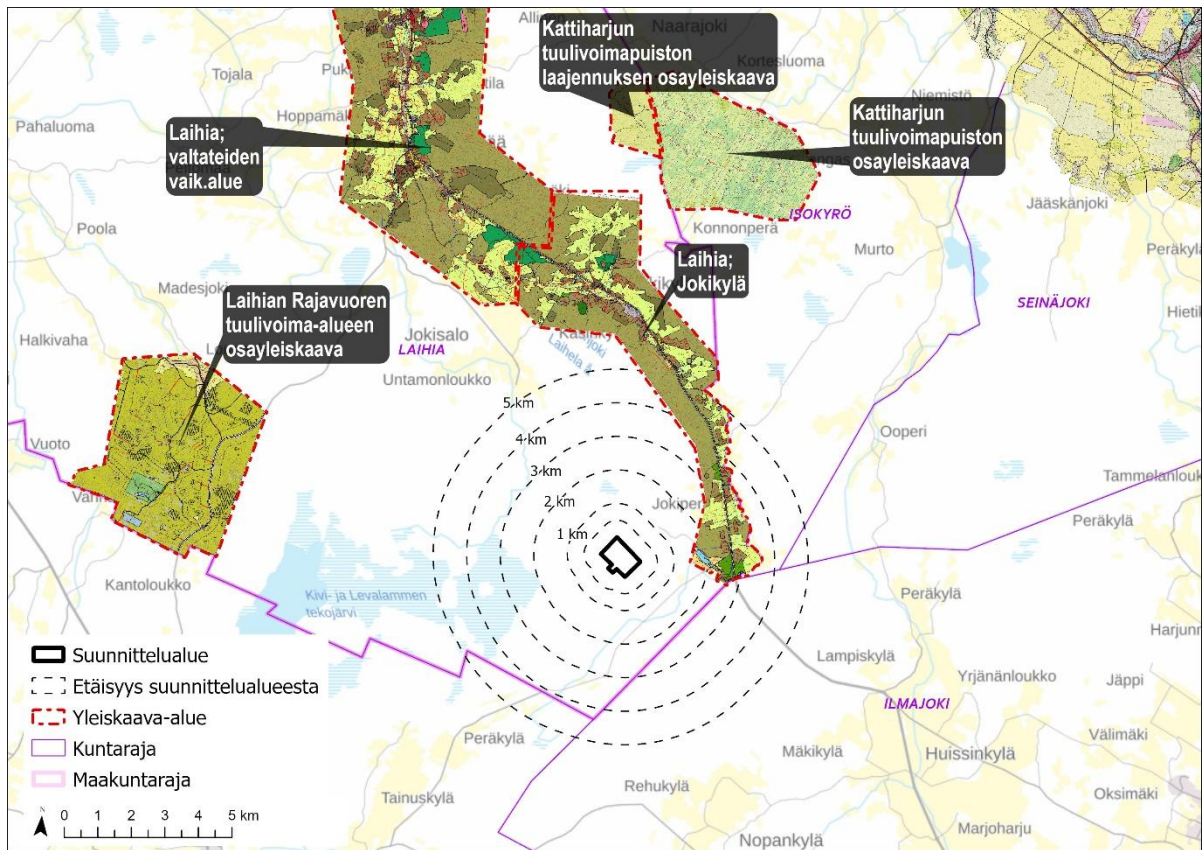 Allinen
Naarajoki
Kattiharjun
tuulivoimapuiston
laajennuksen osayleiskaava
Kortesluoma
Tojala
Niemistö
Hoppamäki
Pahaluoma
Laihia;
valtateiden
vaik.alue
Kattiharjun
tuulivoimapuiston
osayleiskaava
Jääskänjoki
ISOKYRÖ
Konnonperä
Poola
Murto
Peräkylä
Laihia;
Jokikylä
Madesjoki
Laihian Rajavuoren
tuulivoima-alueen
osayleiskaava
SEINÄJOKI
Halkivaha
Jokisalo
LAIHIA
Untamonloukko
5 km
4 km
3 km
2 km
1 km
Ooperi
Vuoto
Tammelanlouk
Peräkylä
Kantoloukko
Kivi- ja Levalammen
tekojärvi
Peräkylä
Lampiskylä
Yrjänänloukko
Jäppi
ILMAJOKI
Välimäki
Peräkylä
Mäkikylä
Huissinkylä
Rehukylä
Oksimäki
Tainuskylä
Marjoharju
Nopankylä
Suunnittelualue
Etäisyys suunnittelualueesta
Yleiskaava-alue
Kuntaraja
Maakuntaraja
N
0 1 2 3 4 5 km